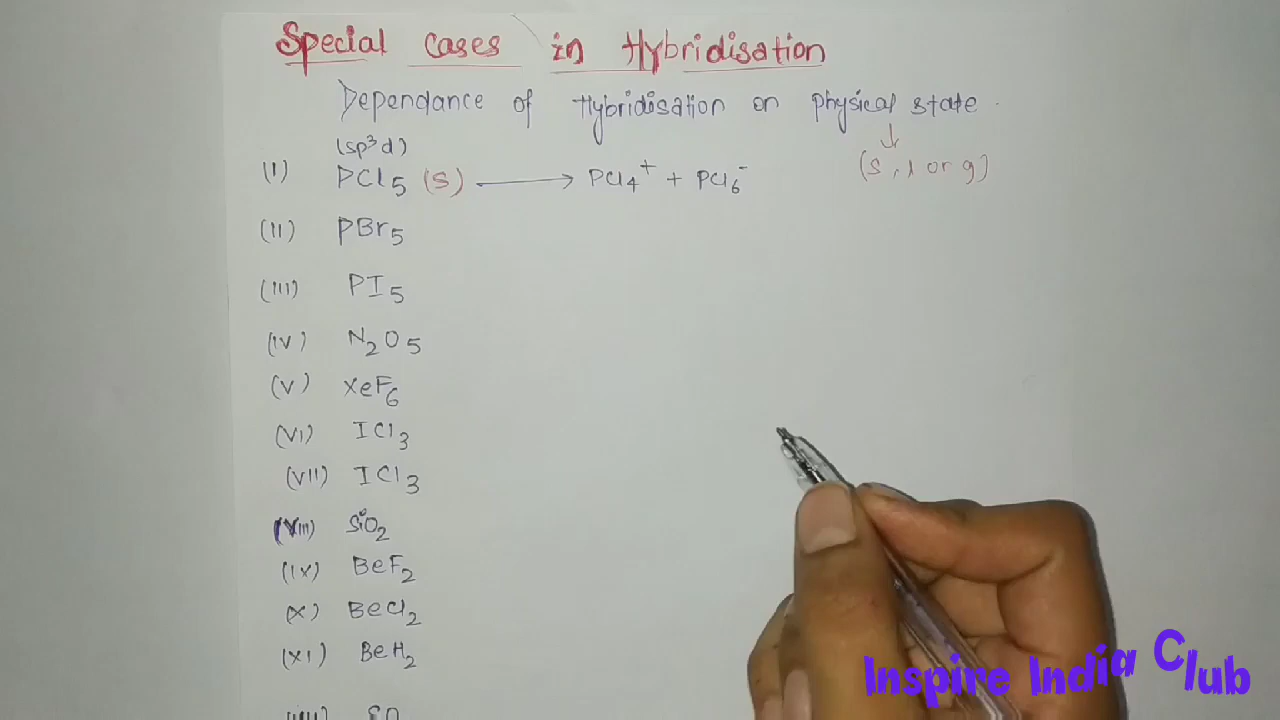 Special cases in Hybridisation
Dependance of Hybridisation on physical state.
(s, l or g)
(sp³d)
(I) PCl₅ (s) → PCl₄⁺ + PCl₆⁻
(II) PBr₅
(III) PI₅
(IV) N₂O₅
(V) XeF₆
(VI) ICl₃
(VII) ICl₃
(VIII) SiO₂
(IX) BeF₂
(X) BeCl₂
(XI) BeH₂
Inspire India Club